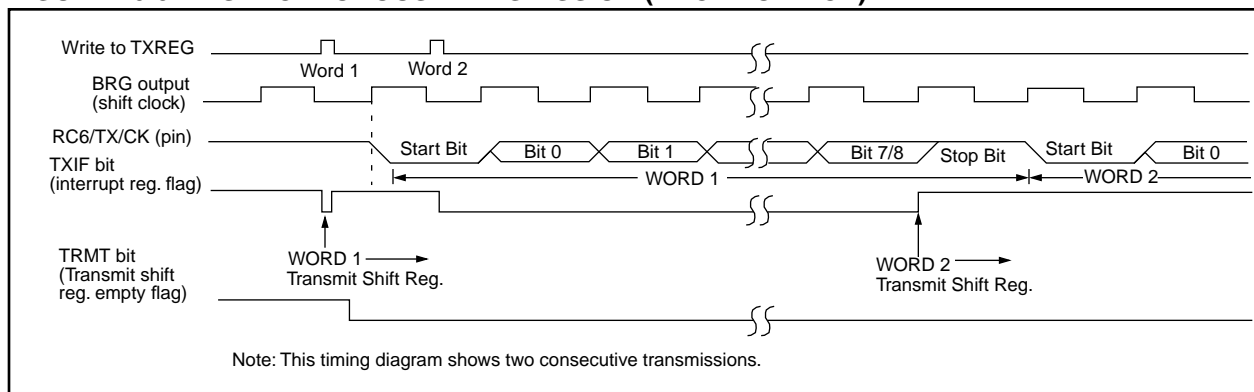 Write to TXREG
Word 1
Word 2
BRG output
(shift clock)
RC6/TX/CK (pin)
Start Bit
Bit 0
Bit 1
Bit 7/8
Stop Bit
Start Bit
Bit 0
TXIF bit
(interrupt reg. flag)
WORD 1
WORD 2
TRMT bit
(Transmit shift
reg. empty flag)
WORD 1
Transmit Shift Reg.
WORD 2
Transmit Shift Reg.
Note: This timing diagram shows two consecutive transmissions.